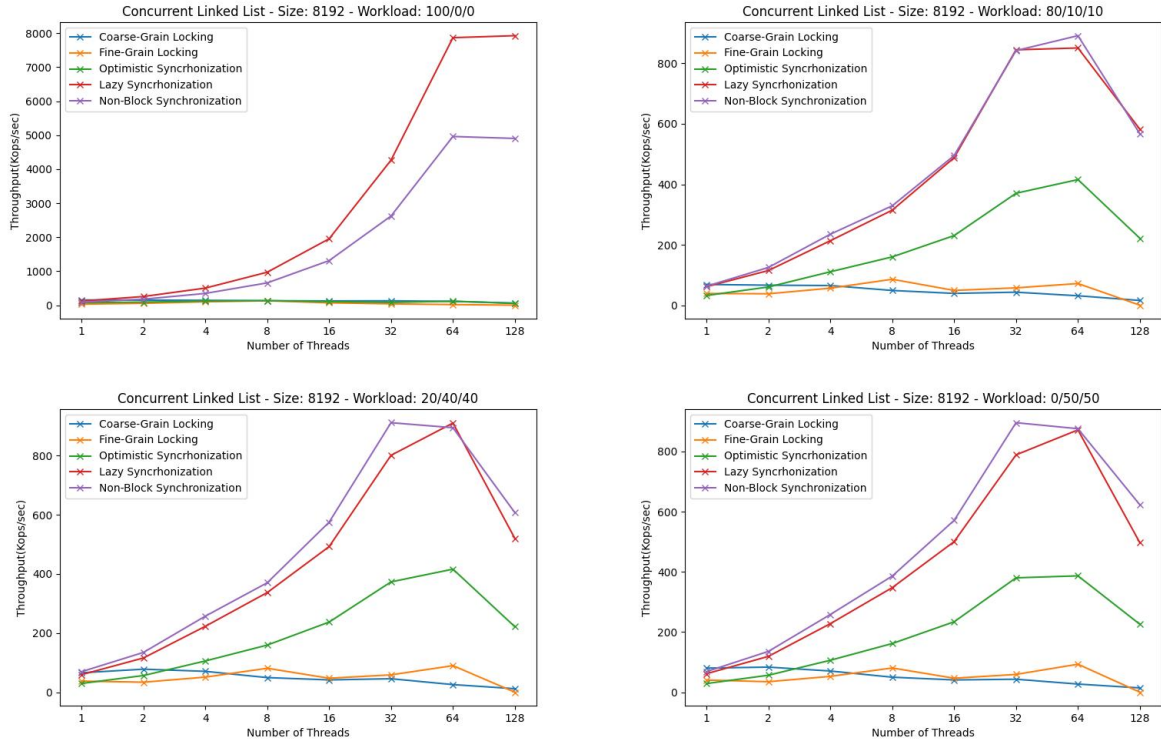 Concurrent Linked List - Size: 8192 - Workload: 100/0/0
Throughput(Kops/sec)
8000
7000
6000
5000
4000
3000
2000
1000
0
Coarse-Grain Locking
Fine-Grain Locking
Optimistic Syncrhonization
Lazy Syncrhonization
Non-Block Synchronization
1 2 4 8 16 32 64 128
Number of Threads
Concurrent Linked List - Size: 8192 - Workload: 80/10/10
Throughput(Kops/sec)
800
600
400
200
0
Coarse-Grain Locking
Fine-Grain Locking
Optimistic Syncrhonization
Lazy Syncrhonization
Non-Block Synchronization
1 2 4 8 16 32 64 128
Number of Threads
Concurrent Linked List - Size: 8192 - Workload: 20/40/40
Throughput(Kops/sec)
800
600
400
200
0
Coarse-Grain Locking
Fine-Grain Locking
Optimistic Syncrhonization
Lazy Syncrhonization
Non-Block Synchronization
1 2 4 8 16 32 64 128
Number of Threads
Concurrent Linked List - Size: 8192 - Workload: 0/50/50
Throughput(Kops/sec)
800
600
400
200
0
Coarse-Grain Locking
Fine-Grain Locking
Optimistic Syncrhonization
Lazy Syncrhonization
Non-Block Synchronization
1 2 4 8 16 32 64 128
Number of Threads